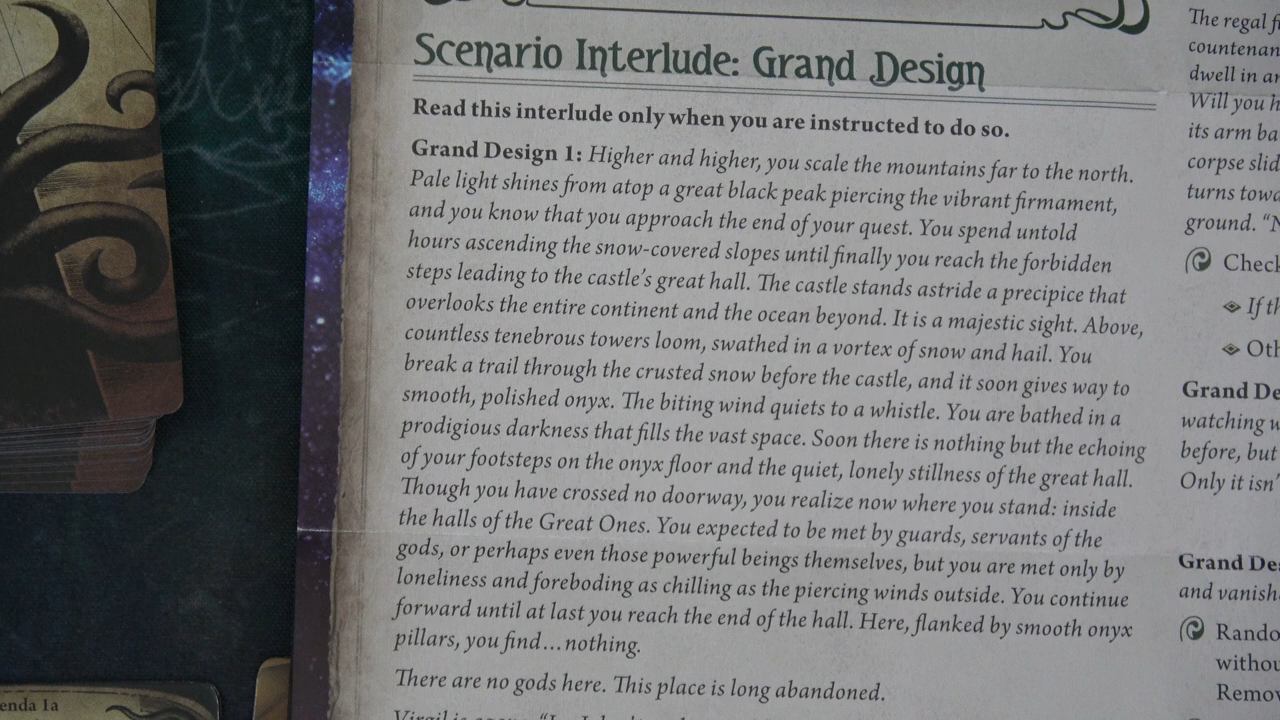 Scenario Interlude: Grand Design
Read this interlude only when you are instructed to do so.
Grand Design 1: Higher and higher, you scale the mountains far to the north.
Pale light shines from atop a great black peak piercing the vibrant firmament,
and you know that you approach the end of your quest. You spend untold
hours ascending the snow-covered slopes until finally you reach the forbidden
steps leading to the castle's great hall. The castle stands astride a precipice that
overlooks the entire continent and the ocean beyond. It is a majestic sight. Above,
countless tenebrous towers loom, swathed in a vortex of snow and hail. You
break a trail through the crusted snow before the castle, and it soon gives way to
smooth, polished onyx. The biting wind quiets to a whistle. You are bathed in a
prodigious darkness that fills the vast space. Soon there is nothing but the echoing
of your footsteps on the onyx floor and the quiet, lonely stillness of the great hall.
Though you have crossed no doorway, you realize now where you stand: inside
the halls of the Great Ones. You expected to be met by guards, servants of the
gods, or perhaps even those powerful beings themselves, but you are met only by
loneliness and foreboding as chilling as the piercing winds outside. You continue
forward until at last you reach the end of the hall. Here, flanked by smooth onyx
pillars, you find...nothing.
There are no gods here. This place is long abandoned.
The regal
dwell in
Will you
its arm
corpse
turns
ground. "
Check
If
Grand
watching
before, but
Only it
Grand
and
1a